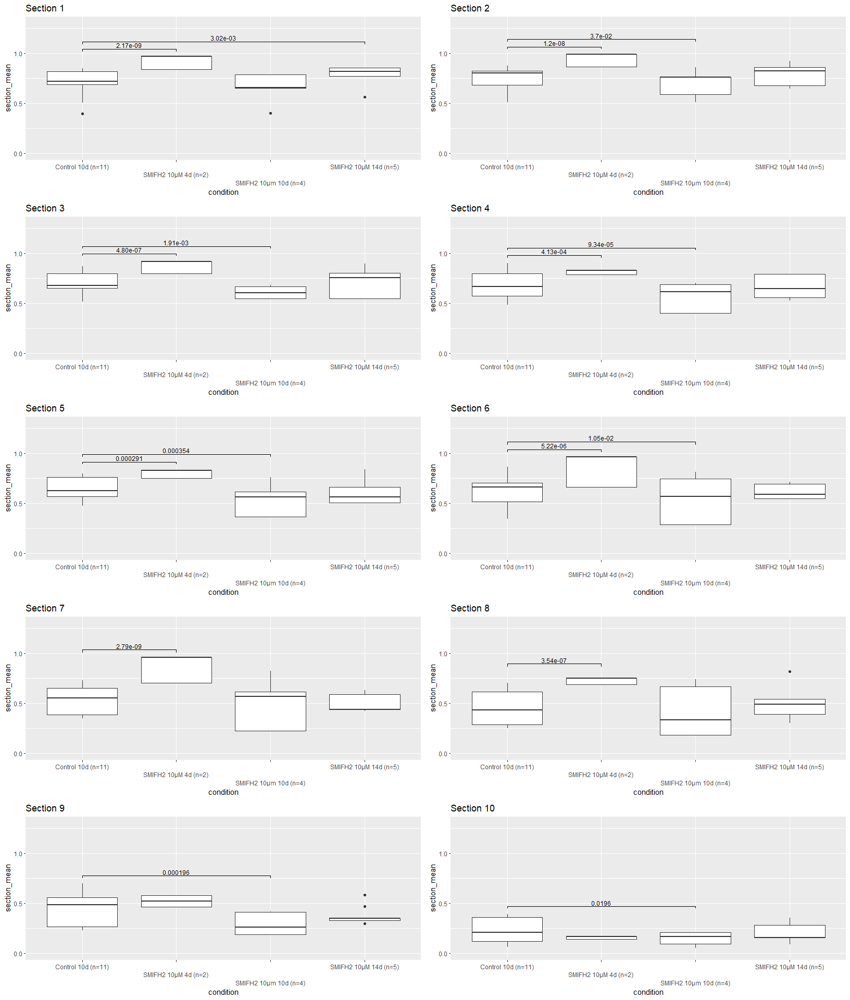 Section 1
3.02e-03
2.17e-09
1.0
0.5
0.0
section_mean
Control 10d (n=11)
SMIFH2 10µM 4d (n=2)
SMIFH2 10µm 10d (n=4)
SMIFH2 10µM 14d (n=5)
condition
Section 2
3.7e-02
1.2e-08
1.0
0.5
0.0
section_mean
Control 10d (n=11)
SMIFH2 10µM 4d (n=2)
SMIFH2 10µm 10d (n=4)
SMIFH2 10µM 14d (n=5)
condition
Section 3
1.91e-03
4.80e-07
1.0
0.5
0.0
section_mean
Control 10d (n=11)
SMIFH2 10µM 4d (n=2)
SMIFH2 10µm 10d (n=4)
SMIFH2 10µM 14d (n=5)
condition
Section 4
9.34e-05
4.13e-04
1.0
0.5
0.0
section_mean
Control 10d (n=11)
SMIFH2 10µM 4d (n=2)
SMIFH2 10µm 10d (n=4)
SMIFH2 10µM 14d (n=5)
condition
Section 5
0.000354
0.000291
1.0
0.5
0.0
section_mean
Control 10d (n=11)
SMIFH2 10µM 4d (n=2)
SMIFH2 10µm 10d (n=4)
SMIFH2 10µM 14d (n=5)
condition
Section 6
1.05e-02
5.22e-06
1.0
0.5
0.0
section_mean
Control 10d (n=11)
SMIFH2 10µM 4d (n=2)
SMIFH2 10µm 10d (n=4)
SMIFH2 10µM 14d (n=5)
condition
Section 7
2.79e-09
1.0
0.5
0.0
section_mean
Control 10d (n=11)
SMIFH2 10µM 4d (n=2)
SMIFH2 10µm 10d (n=4)
SMIFH2 10µM 14d (n=5)
condition
Section 8
3.54e-07
1.0
0.5
0.0
section_mean
Control 10d (n=11)
SMIFH2 10µM 4d (n=2)
SMIFH2 10µm 10d (n=4)
SMIFH2 10µM 14d (n=5)
condition
Section 9
0.000196
1.0
0.5
0.0
section_mean
Control 10d (n=11)
SMIFH2 10µM 4d (n=2)
SMIFH2 10µm 10d (n=4)
SMIFH2 10µM 14d (n=5)
condition
Section 10
0.0196
1.0
0.5
0.0
section_mean
Control 10d (n=11)
SMIFH2 10µM 4d (n=2)
SMIFH2 10µm 10d (n=4)
SMIFH2 10µM 14d (n=5)
condition